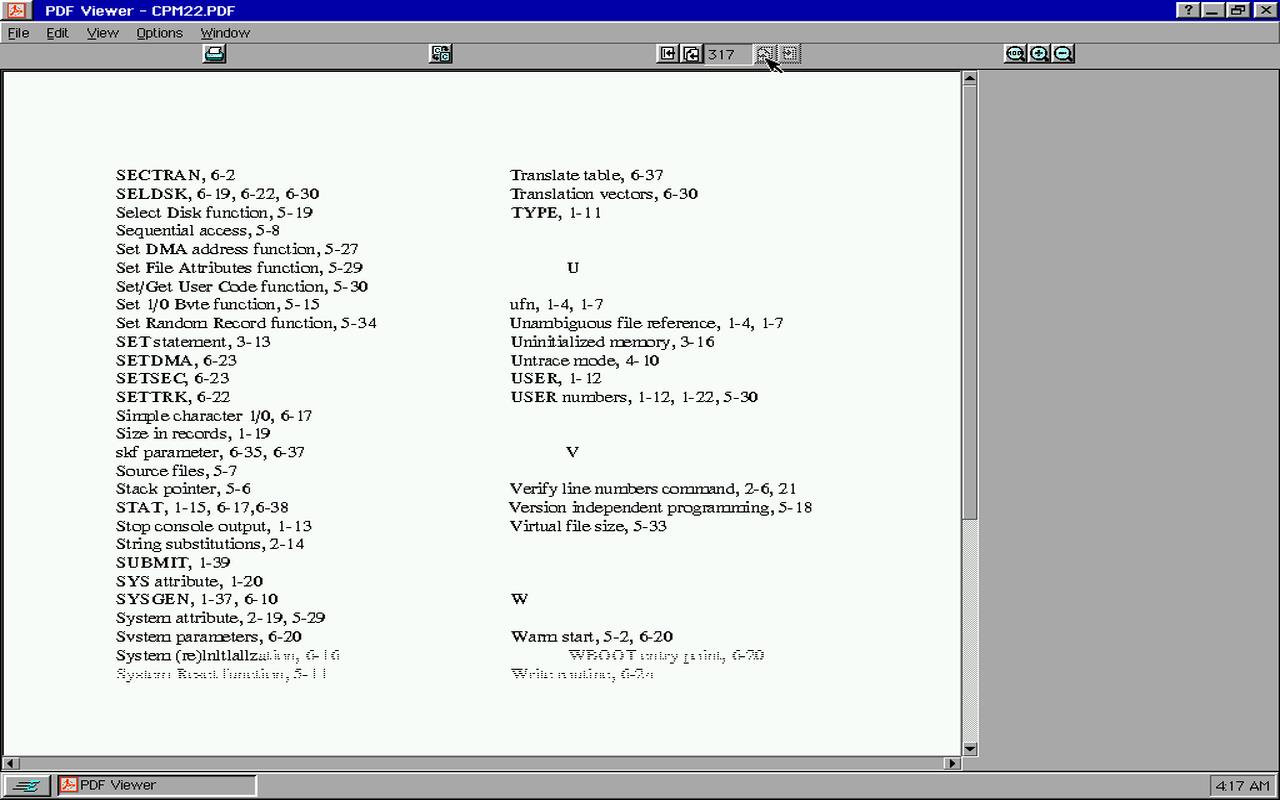 PDF Viewer - CPM22.PDF
File Edit View Options Window
317
SECTRAN, 6-2
SELDSK, 6-19, 6-22, 6-30
Select Disk function, 5-19
Sequential access, 5-8
Set DMA address function, 5-27
Set File Attributes function, 5-29
Set/Get User Code function, 5-30
Set 1/0 Bvte function, 5-15
Set Random Record function, 5-34
SET statement, 3-13
SETDMA, 6-23
SETSEC, 6-23
SETTRK, 6-22
Simple character 1/0, 6-17
Size in records, 1-19
skf parameter, 6-35, 6-37
Source files, 5-7
Stack pointer, 5-6
STAT, 1-15, 6-17,6-38
Stop console output, 1-13
String substitutions, 2-14
SUBMIT, 1-39
SYS attribute, 1-20
SYSGEN, 1-37, 6-10
System attribute, 2-19, 5-29
Svstem parameters, 6-20
System (re)lnltlallzation, 6-16
System Reset function, 5-11
Translate table, 6-37
Translation vectors, 6-30
TYPE, 1-11
U
ufn, 1-4, 1-7
Unambiguous file reference, 1-4, 1-7
Uninitialized memory, 3-16
Untrace mode, 4-10
USER, 1-12
USER numbers, 1-12, 1-22, 5-30
V
Verify line numbers command, 2-6, 21
Version independent programming, 5-18
Virtual file size, 5-33
W
Warm start, 5-2, 6-20
WBOOT entry point, 6-20
Write routine, 6-24
PDF Viewer
4:17 AM